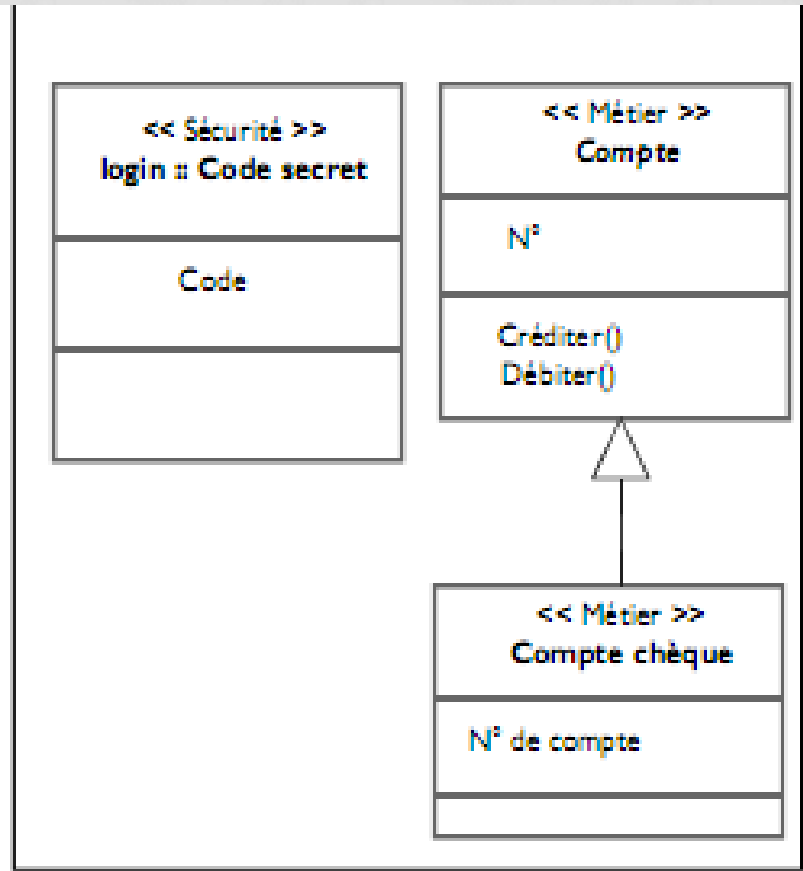 << Sécurité >>
login :: Code secret
Code
<< Métier >>
Compte
N°
Créditer()
Débiter()
<< Métier >>
Compte chèque
N° de compte